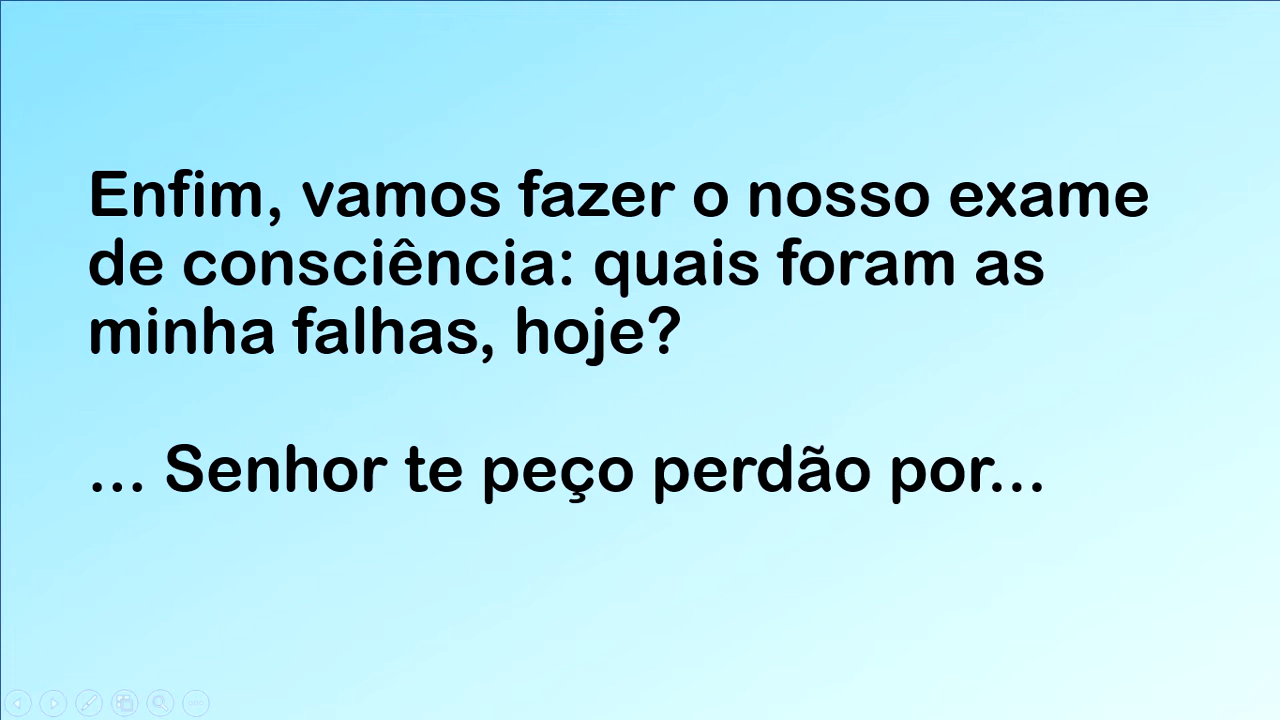 Enfim, vamos fazer o nosso exame
de consciência: quais foram as
minha falhas, hoje?
... Senhor te peço perdão por...